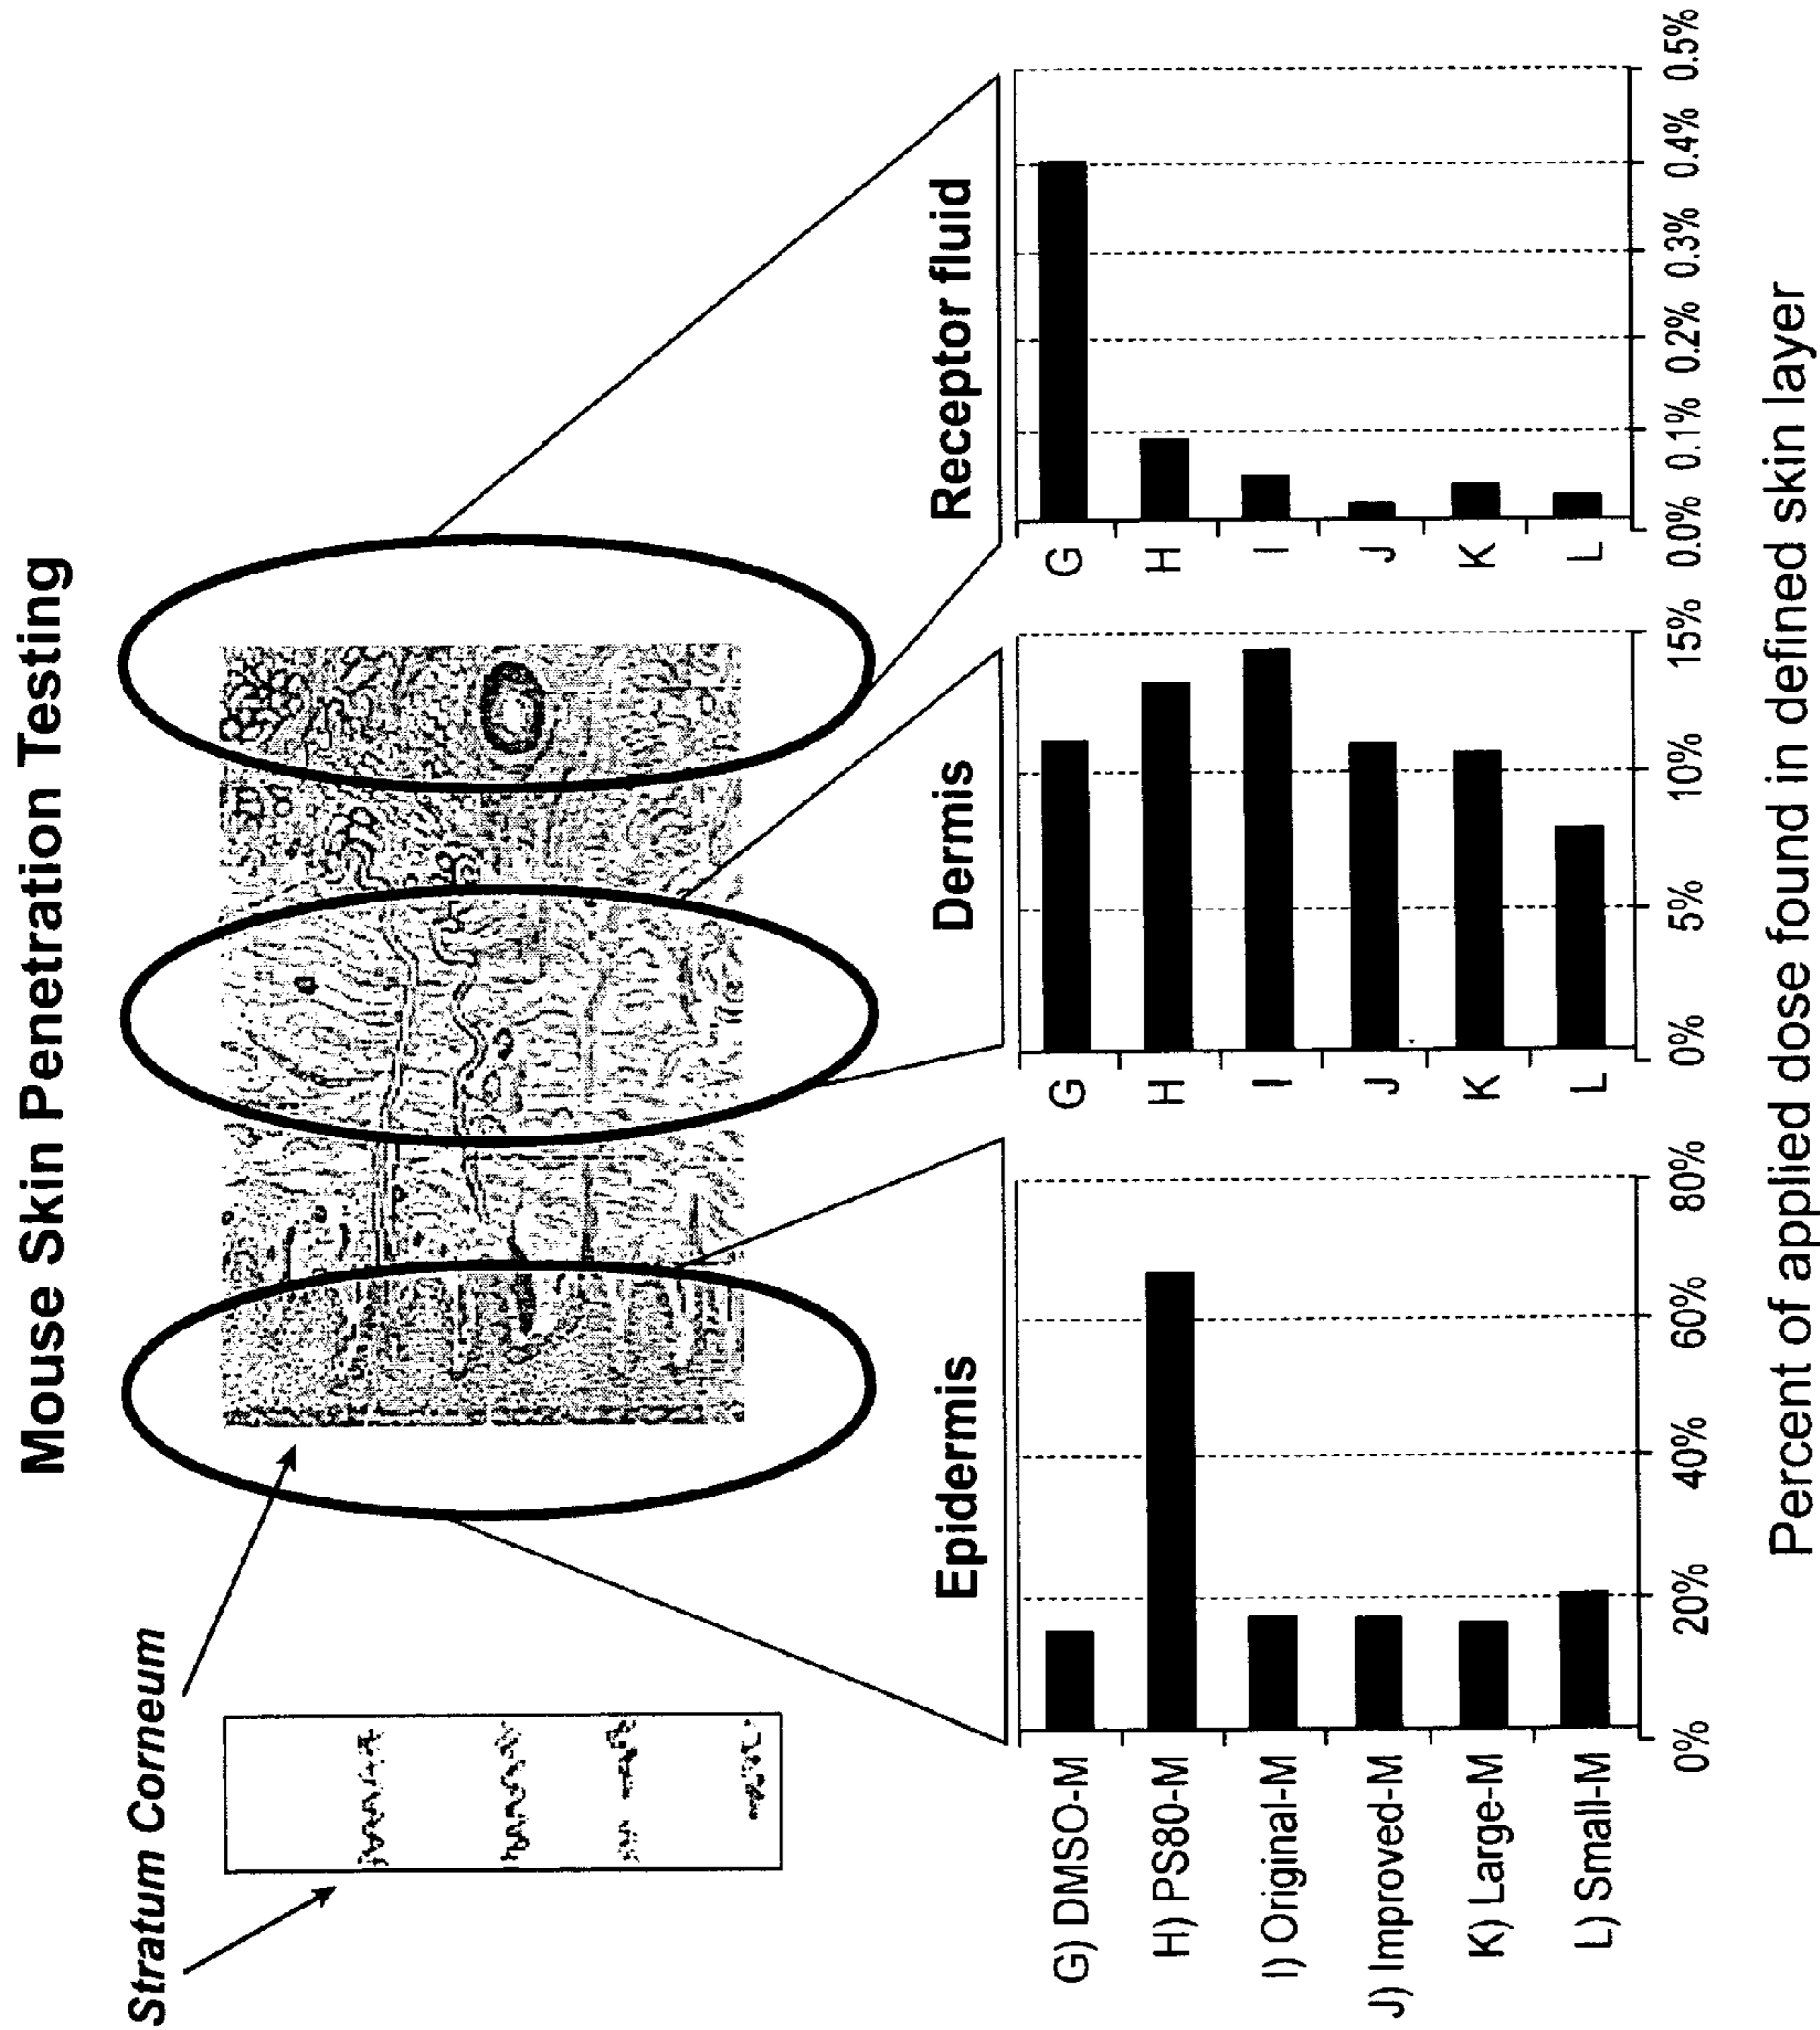 Mouse Skin Penetration Testing
Stratum Corneum
Epidermis
G) DMSO-M
H) PS80-M
I) Original-M
J) Improved-M
K) Large-M
L) Small-M
0% 20% 40% 60% 80%
Dermis
G
H
I
J
K
L
0% 5% 10% 15%
Receptor fluid
G
H
I
J
K
L
0.0% 0.1% 0.2% 0.3% 0.4% 0.5%
Percent of applied dose found in defined skin layer